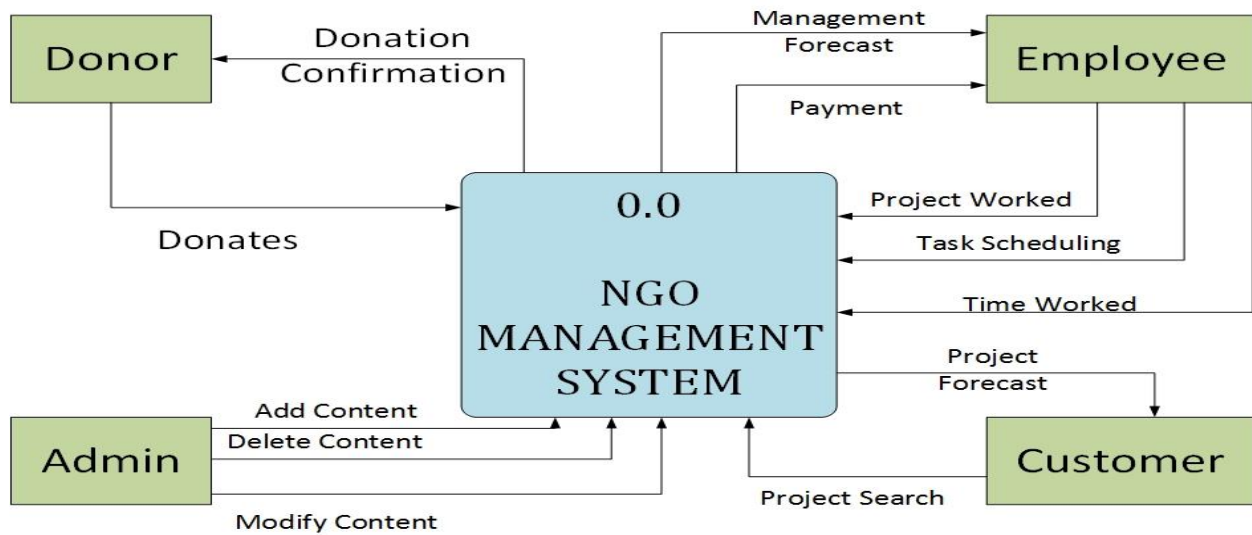 Donor
Donation
Confirmation
Management
Forecast
Employee
Payment
Donates
0.0
NGO
MANAGEMENT
SYSTEM
Project Worked
Task Scheduling
Time Worked
Project
Forecast
Admin
Add Content
Delete Content
Modify Content
Customer
Project Search